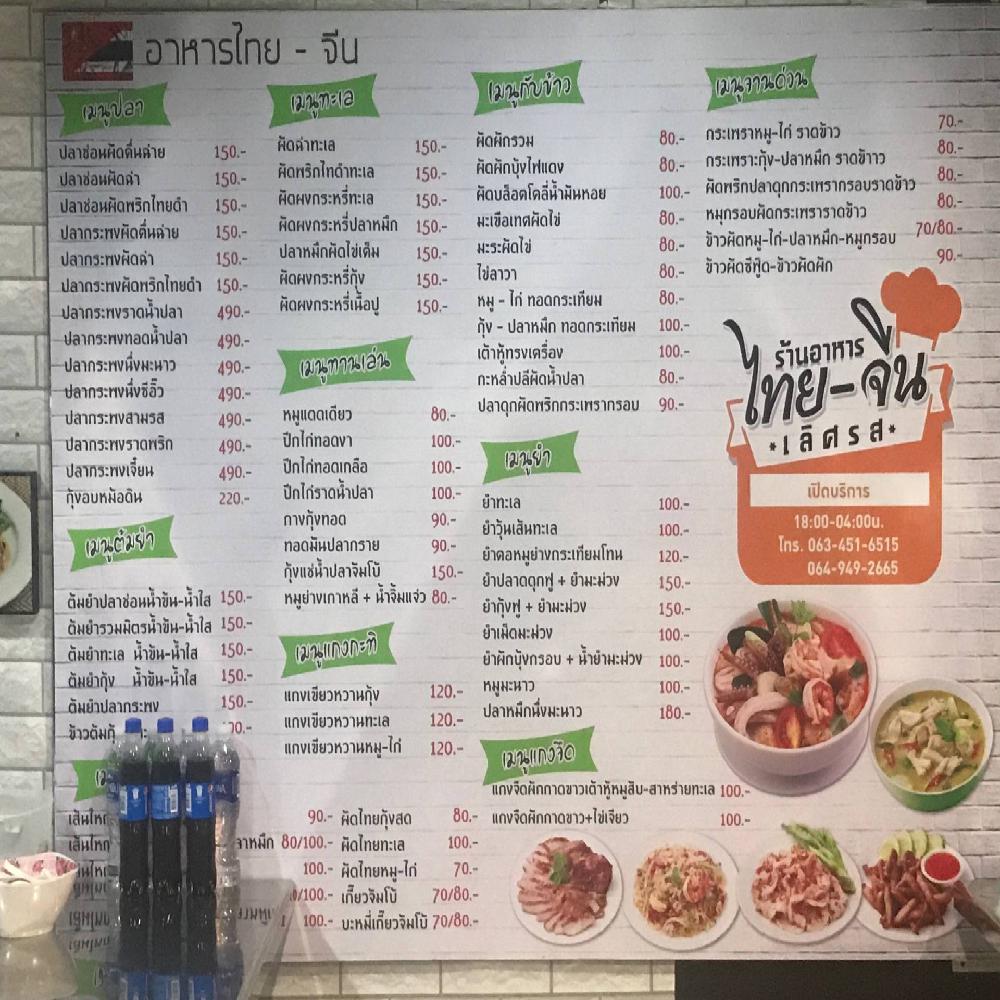 อาหารไทย - จีน
เมนูปลา
ปลาช่อนผัดคื่นฉ่าย 150.-
ปลาช่อนผัดฉ่า 150.-
ปลาช่อนผัดพริกไทยดำ 150.-
ปลากระพงผัดคื่นฉ่าย 150.-
ปลากระพงผัดฉ่า 150.-
ปลากระพงผัดพริกไทยดำ 150.-
ปลากระพงราดน้ำปลา 490.-
ปลากระพงทอดน้ำปลา 490.-
ปลากระพงนึ่งมะนาว 490.-
ปลากระพงนึ่งซีอิ๊ว 490.-
ปลากระพงสามรส 490.-
ปลากระพงราดพริก 490.-
ปลากระพงเจี๋ยน 490.-
กุ้งอบหม้อดิน 220.-
เมนูต้มยำ
ต้มยำปลาช่อนน้ำข้น-น้ำใส 150.-
ต้มยำรวมมิตรน้ำข้น-น้ำใส 150.-
ต้มยำทะเล น้ำข้น-น้ำใส 150.-
ต้มยำกุ้ง น้ำข้น-น้ำใส 150.-
ต้มยำปลากระพง 150.-
ข้าวต้มกุ้
เมนูทะเล
ผัดฉ่าทะเล 150.-
ผัดพริกไทดำทะเล 150.-
ผัดผงกระหรี่ทะเล 150.-
ผัดผงกระหรี่ปลาหมึก 150.-
ปลาหมึกผัดไข่เค็ม 150.-
ผัดผงกระหรี่กุ้ง 150.-
ผัดผงกระหรี่เนื้อปู 150.-
เมนูทานเล่น
หมูแดดเดียว 80.-
ปีกไก่ทอดงา 100.-
ปีกไก่ทอดเกลือ 100.-
ปีกไก่ราดน้ำปลา 100.-
กางกุ้งทอด 90.-
ทอดมันปลากราย 90.-
กุ้งแช่น้ำปลาจัมโบ้ 150.-
หมูย่างเกาหลี + น้ำจิ้มแจ่ว 80.-
เมนูแกงกะทิ
แกงเขียวหวานกุ้ง 120.-
แกงเขียวหวานทะเล 120.-
แกงเขียวหวานหมู-ไก่ 120.-
เส้นให 90.-
เส้นให ลาหมึก 80/100.-
100.-
/100.-
100.-
ผัดไทยกุ้งสด 80.-
ผัดไทยทะเล 100.-
ผัดไทยหมู-ไก่ 70.-
เกี๊ยวจัมโบ้ 70/80.-
บะหมี่เกี๊ยวจัมโบ้ 70/80.-
เมนูกับข้าว
ผัดผักรวม 80.-
ผัดผักบุ้งไฟแดง 80.-
ผัดบล็อตโคลี่น้ำมันหอย 100.-
มะเขือเทศผัดไข่ 80.-
มะระผัดไข่ 80.-
ไข่ลาวา 80.-
หมู - ไก่ ทอดกระเทียม 80.-
กุ้ง - ปลาหมึก ทอดกระเทียม 100.-
เต้าหู้ทรงเครื่อง 100.-
กะหล่ำปลีผัดน้ำปลา 80.-
ปลาดุกผัดพริกกระเพรากรอบ 90.-
เมนูยำ
ยำทะเล 100.-
ยำวุ้นเส้นทะเล 100.-
ยำคอหมูย่างกระเทียมโทน 120.-
ยำปลาดดุกฟู + ยำมะม่วง 150.-
ยำกุ้งฟู + ยำมะม่วง 150.-
ยำเม็ดมะม่วง 100.-
ยำผักบุ้งกรอบ + น้ำยำมะม่วง 100.-
หมูมะนาว 100.-
ปลาหมึกนึ่งมะนาว 180.-
เมนูแกงจืด
แกงจืดผักกาดขาวเต้าหู้หมูสับ-สาหร่ายทะเล 100.-
แกงจืดผักกาดขาว+ไข่เจียว 100.-
เมนูจานด่วน
กระเพราหมู-ไก่ ราดข้าว 70.-
กระเพราะกุ้ง-ปลาหมึก ราดข้าาว 80.-
ผัดพริกปลาดุกกระเพรากรอบราดข้าว 80.-
หมุกรอบผัดกระเพราราดข้าว 80.-
ข้าวผัดหมู-ไก่-ปลาหมึก-หมูกรอบ 70/80.-
ข้าวผัดซีฟู๊ด-ข้าวผัดผัก 90.-
ร้านอาหาร
ไทย-จีน
*เลิศรส*
เปิดบริการ
18:00-04:00น.
โทร. 063-451-6515
064-949-2665